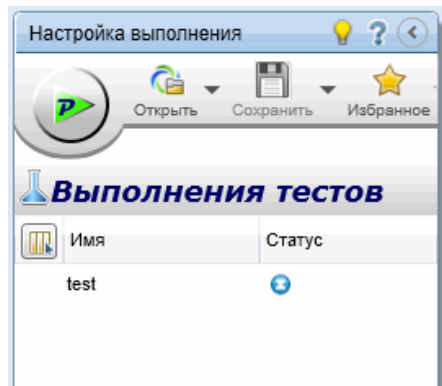 Настройка выполнения
Открыть Сохранить Избранное
Выполнения тестов
Имя Статус
test